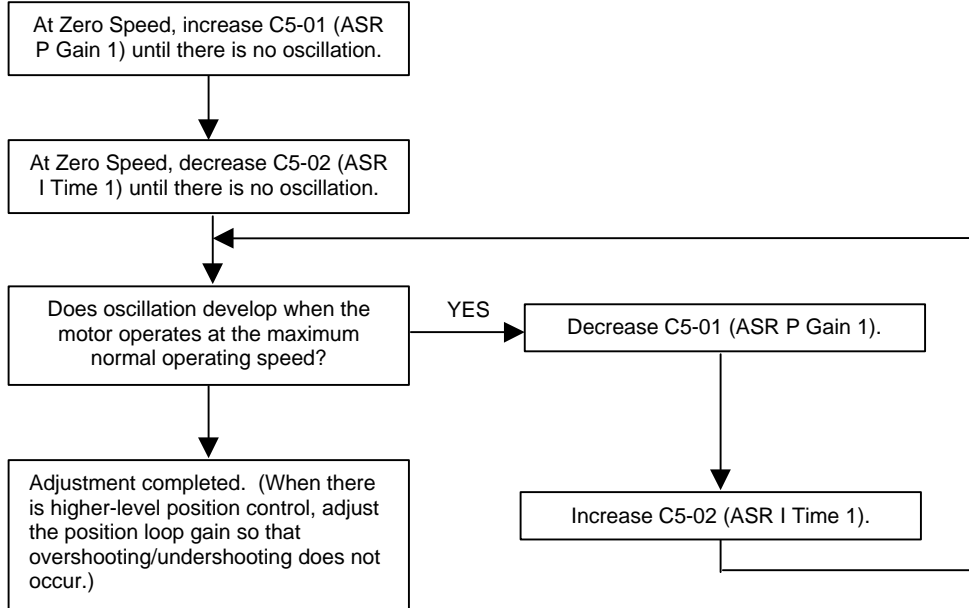 At Zero Speed, increase C5-01 (ASR
P Gain 1) until there is no oscillation.
At Zero Speed, decrease C5-02 (ASR
I Time 1) until there is no oscillation.
Does oscillation develop when the
motor operates at the maximum
normal operating speed?
YES
Decrease C5-01 (ASR P Gain 1).
Increase C5-02 (ASR I Time 1).
Adjustment completed. (When there
is higher-level position control, adjust
the position loop gain so that
overshooting/undershooting does not
occur.)